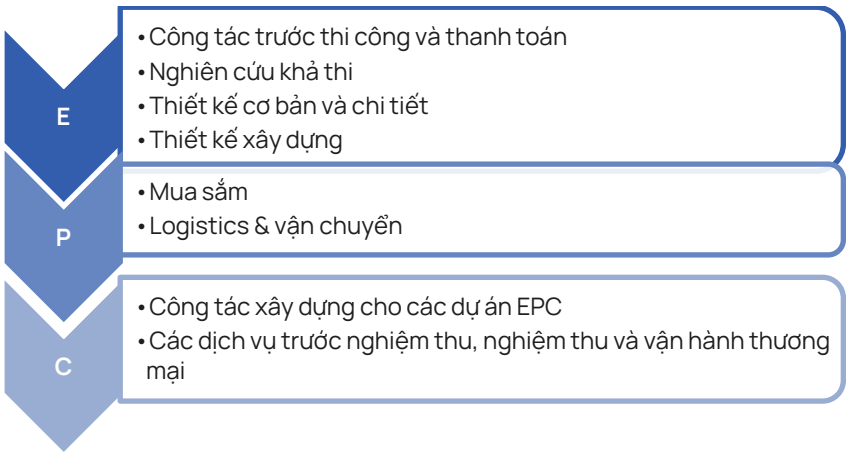 E
•Công tác trước thi công và thanh toán
•Nghiên cứu khả thi
•Thiết kế cơ bản và chi tiết
•Thiết kế xây dựng
P
•Mua sắm
•Logistics & vận chuyển
C
•Công tác xây dựng cho các dự án EPC
•Các dịch vụ trước nghiệm thu, nghiệm thu và vận hành thương
mại